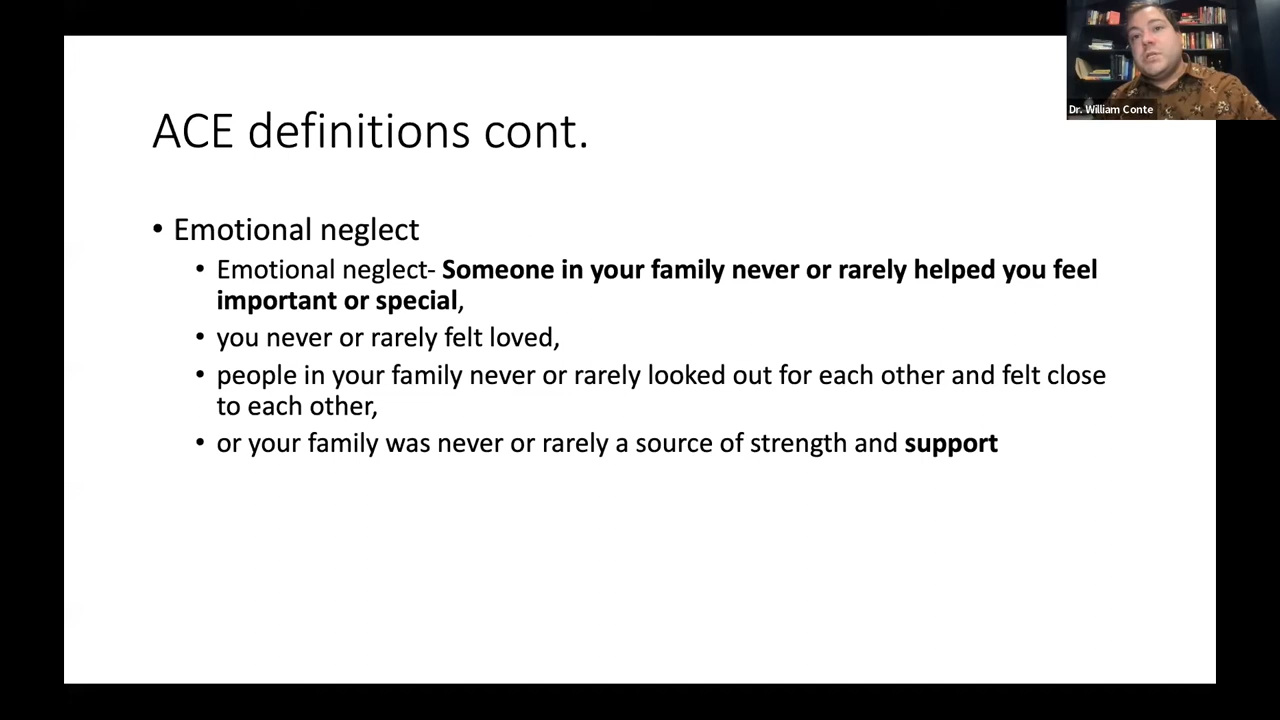 ACE definitions cont.
• Emotional neglect
• Emotional neglect- Someone in your family never or rarely helped you feel
important or special,
• you never or rarely felt loved,
• people in your family never or rarely looked out for each other and felt close
to each other,
• or your family was never or rarely a source of strength and support
Dr. William Conte